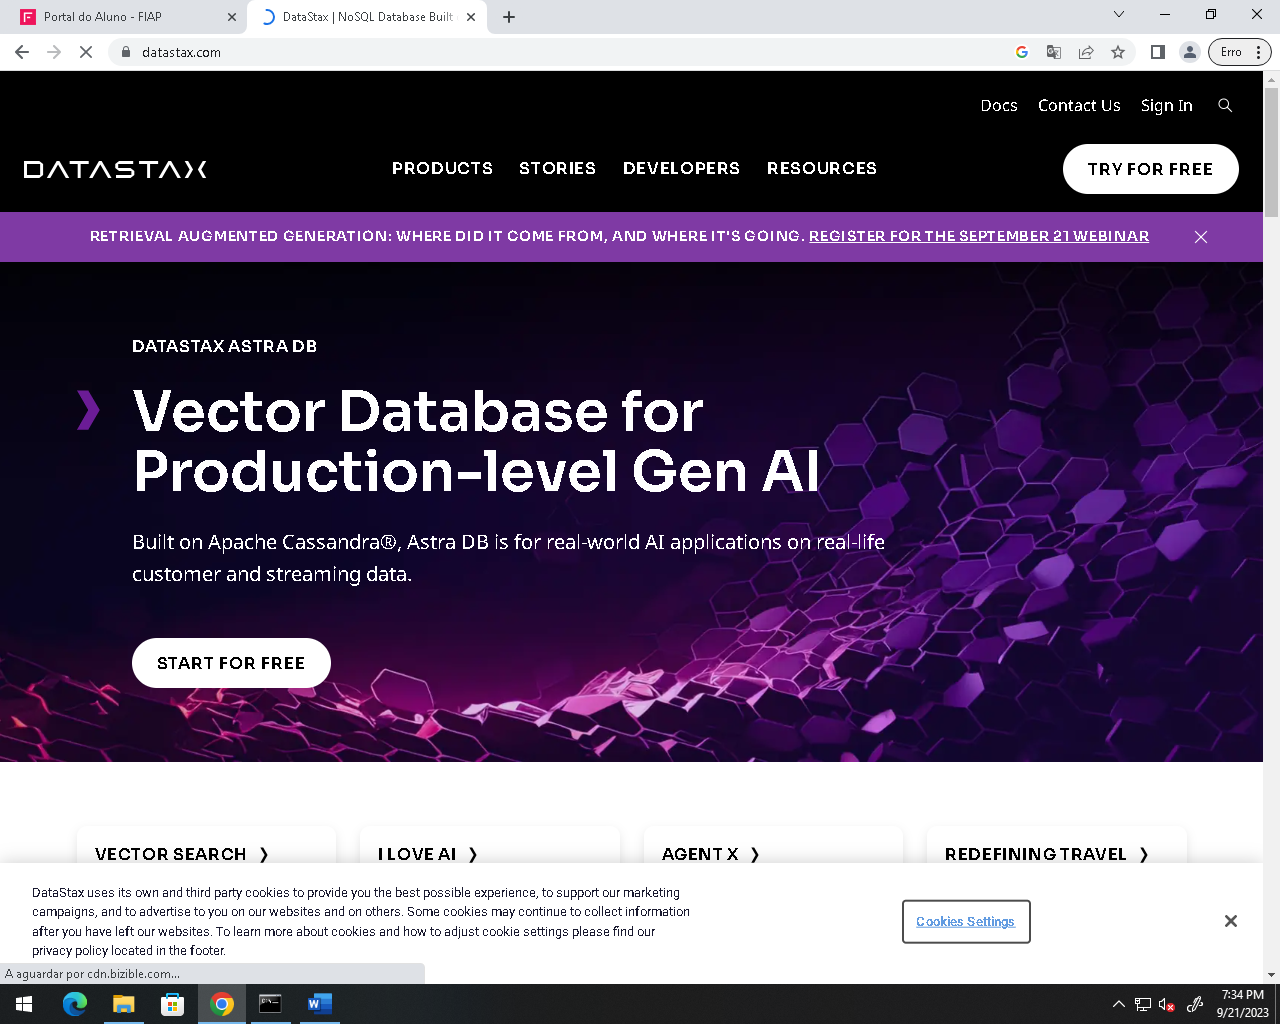 Portal do Aluno - FIAP
DataStax | NoSQL Database Built
datastax.com
Erro
Docs
Contact Us
Sign In
DATASTAX
PRODUCTS
STORIES
DEVELOPERS
RESOURCES
TRY FOR FREE
RETRIEVAL AUGMENTED GENERATION: WHERE DID IT COME FROM, AND WHERE IT'S GOING. REGISTER FOR THE SEPTEMBER 21 WEBINAR
DATASTAX ASTRA DB
Vector Database for
Production-level Gen AI
Built on Apache Cassandra®, Astra DB is for real-world AI applications on real-life
customer and streaming data.
START FOR FREE
VECTOR SEARCH
I LOVE AI
AGENT X
REDEFINING TRAVEL
DataStax uses its own and third party cookies to provide you the best possible experience, to support our marketing
campaigns, and to advertise to you on our websites and on others. Some cookies may continue to collect information
after you have left our websites. To learn more about cookies and how to adjust cookie settings please find our
privacy policy located in the footer.
Cookies Settings
A aguardar por cdn.bizible.com...
7:34 PM
9/21/2023